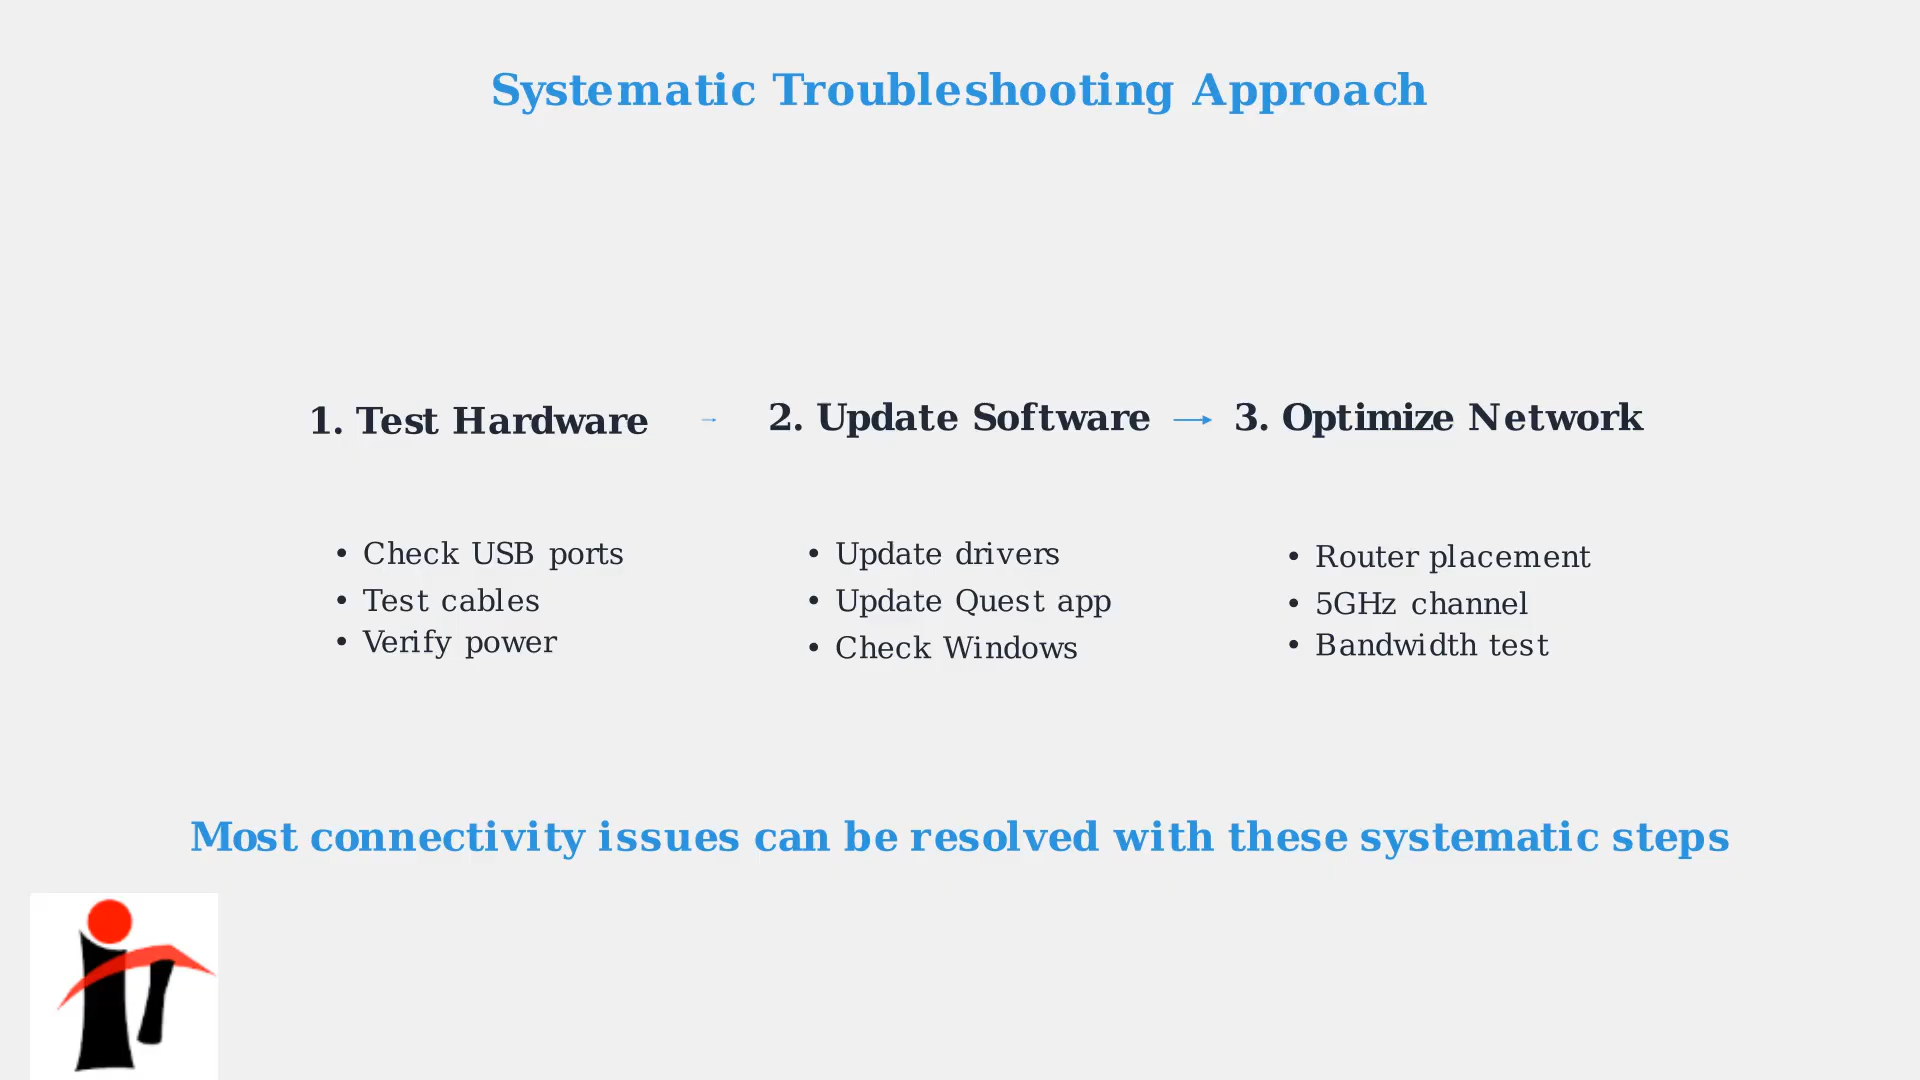 Systematic Troubleshooting Approach
1. Test Hardware
• Check USB ports
• Test cables
• Verify power
2. Update Software
• Update drivers
• Update Quest app
• Check Windows
3. Optimize Network
• Router placement
• 5GHz channel
• Bandwidth test
Most connectivity issues can be resolved with these systematic steps